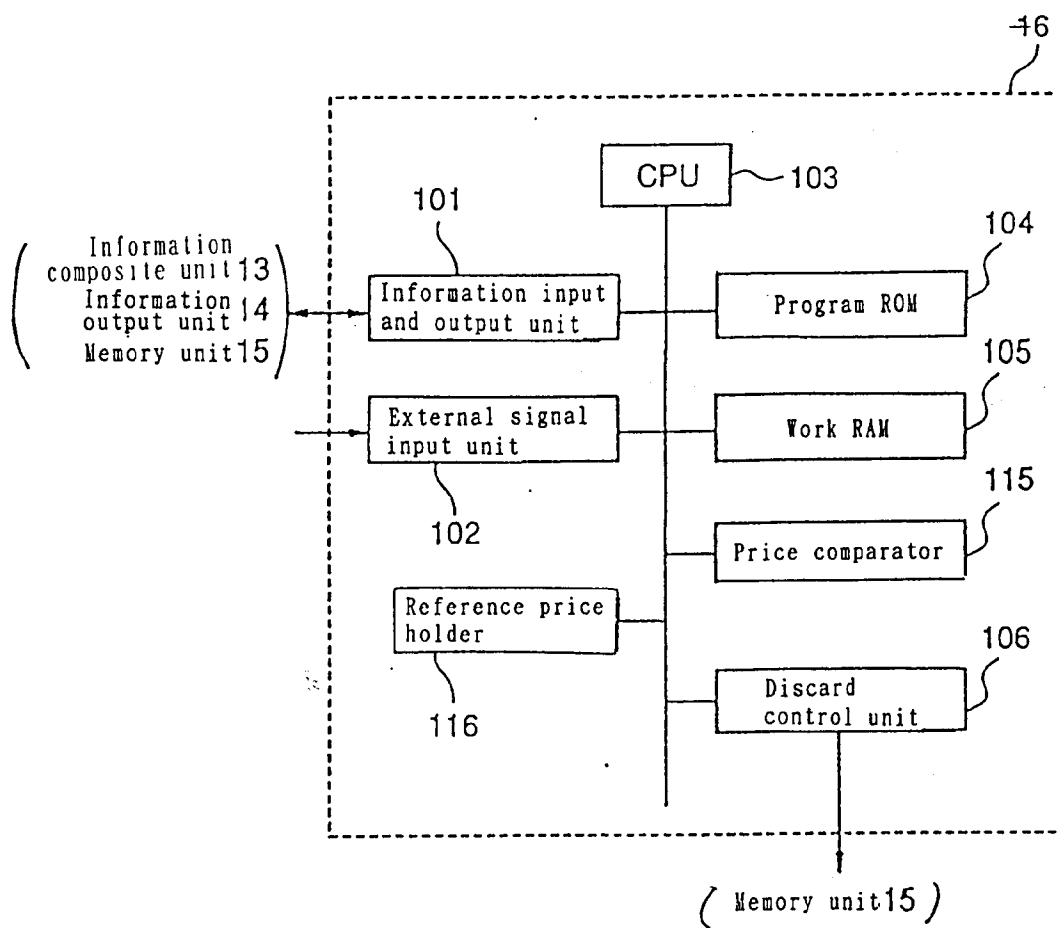 16
CPU
103
101
Information
composite unit 13
Information
output unit 14
Memory unit 15
Information input
and output unit
104
Program ROM
105
External signal
input unit
102
Work RAM
115
Price comparator
Reference price
holder
116
106
Discard
control unit
(Memory unit 15)